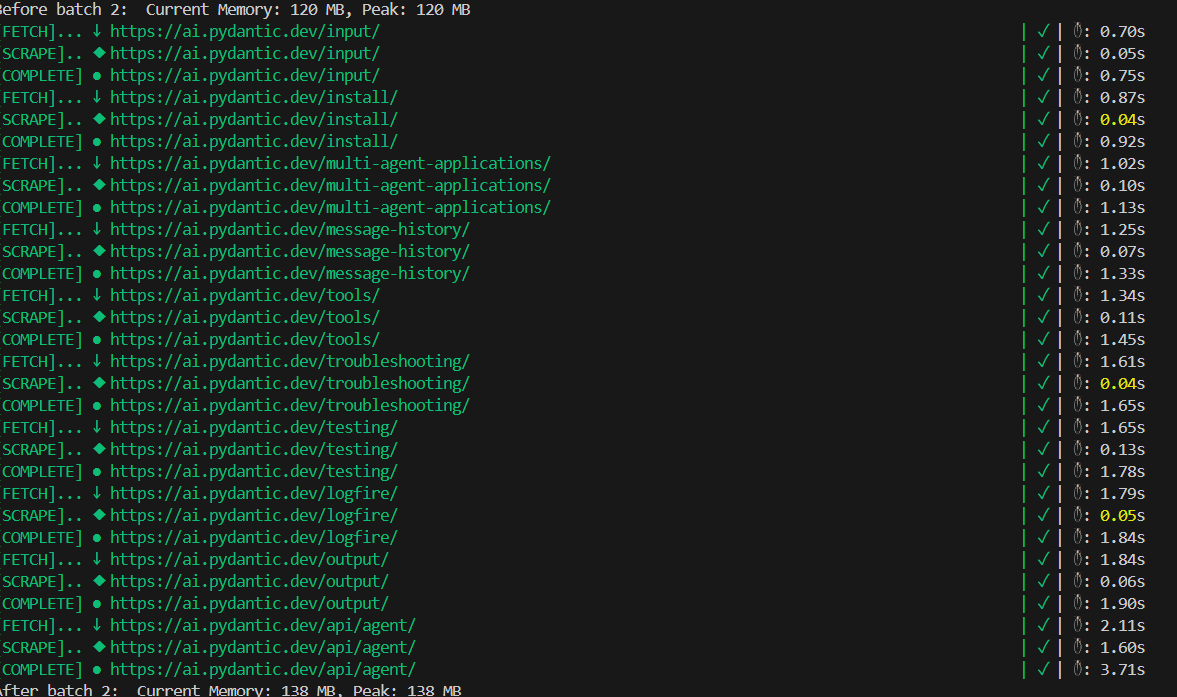 Before batch 2:  Current Memory: 120 MB, Peak: 120 MB
[FETCH]... ↓ https://ai.pydantic.dev/input/ | ✓ | ⏱: 0.70s
[SCRAPE].. ◆ https://ai.pydantic.dev/input/ | ✓ | ⏱: 0.05s
[COMPLETE] ● https://ai.pydantic.dev/input/ | ✓ | ⏱: 0.75s
[FETCH]... ↓ https://ai.pydantic.dev/install/ | ✓ | ⏱: 0.87s
[SCRAPE].. ◆ https://ai.pydantic.dev/install/ | ✓ | ⏱: 0.04s
[COMPLETE] ● https://ai.pydantic.dev/install/ | ✓ | ⏱: 0.92s
[FETCH]... ↓ https://ai.pydantic.dev/multi-agent-applications/ | ✓ | ⏱: 1.02s
[SCRAPE].. ◆ https://ai.pydantic.dev/multi-agent-applications/ | ✓ | ⏱: 0.10s
[COMPLETE] ● https://ai.pydantic.dev/multi-agent-applications/ | ✓ | ⏱: 1.13s
[FETCH]... ↓ https://ai.pydantic.dev/message-history/ | ✓ | ⏱: 1.25s
[SCRAPE].. ◆ https://ai.pydantic.dev/message-history/ | ✓ | ⏱: 0.07s
[COMPLETE] ● https://ai.pydantic.dev/message-history/ | ✓ | ⏱: 1.33s
[FETCH]... ↓ https://ai.pydantic.dev/tools/ | ✓ | ⏱: 1.34s
[SCRAPE].. ◆ https://ai.pydantic.dev/tools/ | ✓ | ⏱: 0.11s
[COMPLETE] ● https://ai.pydantic.dev/tools/ | ✓ | ⏱: 1.45s
[FETCH]... ↓ https://ai.pydantic.dev/troubleshooting/ | ✓ | ⏱: 1.61s
[SCRAPE].. ◆ https://ai.pydantic.dev/troubleshooting/ | ✓ | ⏱: 0.04s
[COMPLETE] ● https://ai.pydantic.dev/troubleshooting/ | ✓ | ⏱: 1.65s
[FETCH]... ↓ https://ai.pydantic.dev/testing/ | ✓ | ⏱: 1.65s
[SCRAPE].. ◆ https://ai.pydantic.dev/testing/ | ✓ | ⏱: 0.13s
[COMPLETE] ● https://ai.pydantic.dev/testing/ | ✓ | ⏱: 1.78s
[FETCH]... ↓ https://ai.pydantic.dev/logfire/ | ✓ | ⏱: 1.79s
[SCRAPE].. ◆ https://ai.pydantic.dev/logfire/ | ✓ | ⏱: 0.05s
[COMPLETE] ● https://ai.pydantic.dev/logfire/ | ✓ | ⏱: 1.84s
[FETCH]... ↓ https://ai.pydantic.dev/output/ | ✓ | ⏱: 1.84s
[SCRAPE].. ◆ https://ai.pydantic.dev/output/ | ✓ | ⏱: 0.06s
[COMPLETE] ● https://ai.pydantic.dev/output/ | ✓ | ⏱: 1.90s
[FETCH]... ↓ https://ai.pydantic.dev/api/agent/ | ✓ | ⏱: 2.11s
[SCRAPE].. ◆ https://ai.pydantic.dev/api/agent/ | ✓ | ⏱: 1.60s
[COMPLETE] ● https://ai.pydantic.dev/api/agent/ | ✓ | ⏱: 3.71s
After batch 2:  Current Memory: 138 MB, Peak: 138 MB